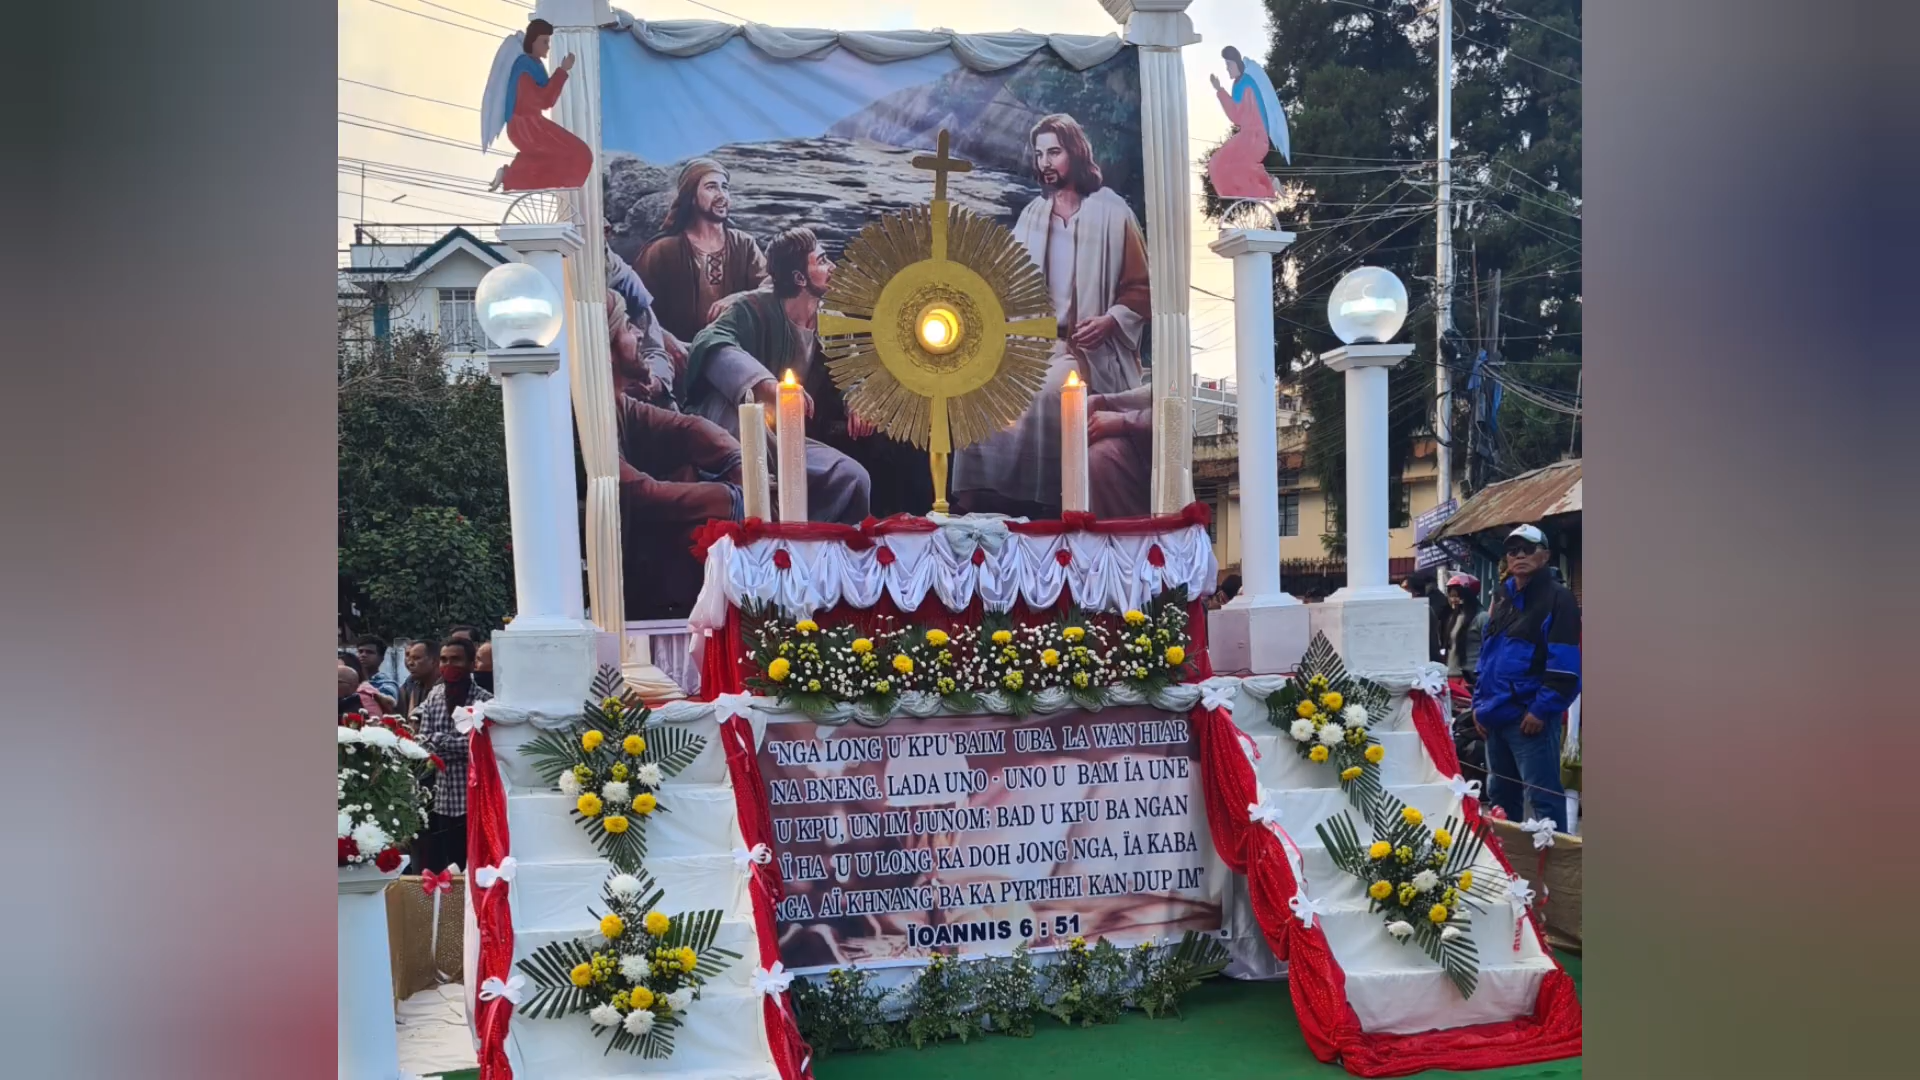 “NGA LONG U KPU BAIM UBA LA WAN HIAR
NA BNENG. LADA UNO - UNO U BAM ÏA UNE
U KPU, UN IM JUNOM; BAD U KPU BA NGAN
AÏ HA U U LONG KA DOH JONG NGA, ÏA KABA
NGA AÏ KHNANG BA KA PYRTHEI KAN DUP IM”
ÏOANNIS 6 : 51